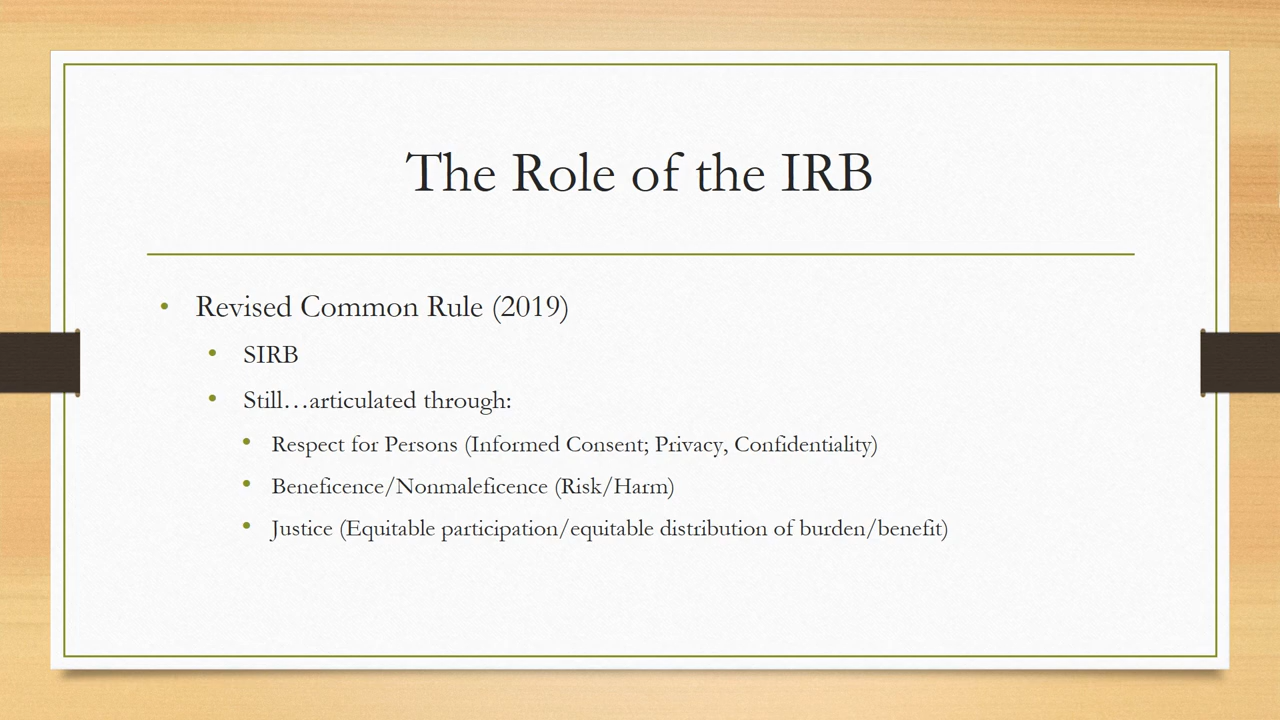 The Role of the IRB
• Revised Common Rule (2019)
• SIRB
• Still…articulated through:
• Respect for Persons (Informed Consent; Privacy, Confidentiality)
• Beneficence/Nonmaleficence (Risk/Harm)
• Justice (Equitable participation/equitable distribution of burden/benefit)